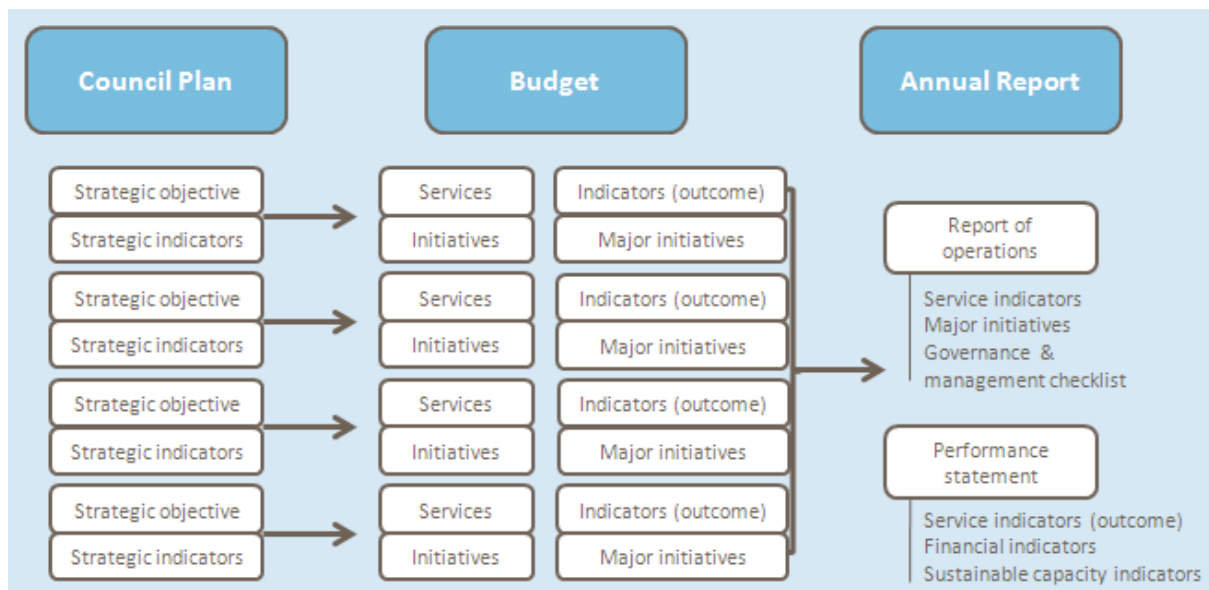 Council Plan
Budget
Annual Report
Strategic objective
Strategic indicators
Services
Initiatives
Indicators (outcome)
Major initiatives
Strategic objective
Strategic indicators
Services
Initiatives
Indicators (outcome)
Major initiatives
Strategic objective
Strategic indicators
Services
Initiatives
Indicators (outcome)
Major initiatives
Strategic objective
Strategic indicators
Services
Initiatives
Indicators (outcome)
Major initiatives
Report of
operations
Service indicators
Major initiatives
Governance &
management checklist
Performance
statement
Service indicators (outcome)
Financial indicators
Sustainable capacity indicators